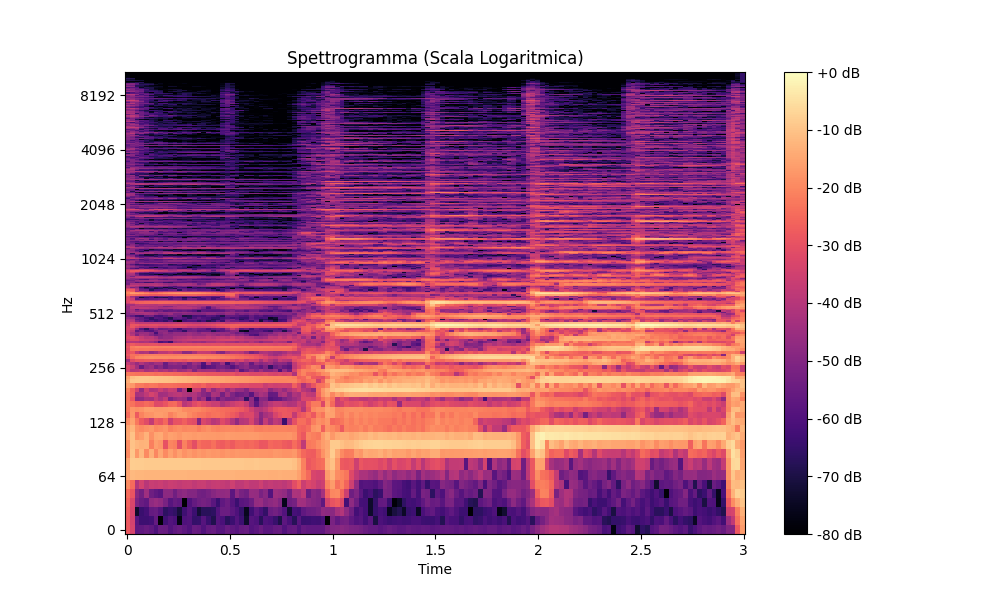 Spettrogramma (Scala Logaritmica)
Hz
8192
4096
2048
1024
512
256
128
64
0
0
0.5
1
1.5
2
2.5
3
Time
+0 dB
-10 dB
-20 dB
-30 dB
-40 dB
-50 dB
-60 dB
-70 dB
-80 dB